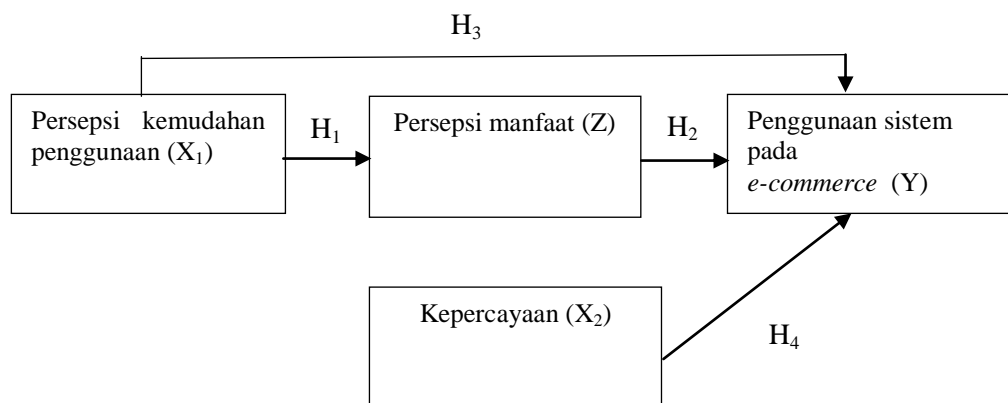 H₃
Persepsi kemudahan
penggunaan (X₁)
H₁
Persepsi manfaat (Z)
H₂
Penggunaan sistem
pada
e-commerce (Y)
Kepercayaan (X₂)
H₄